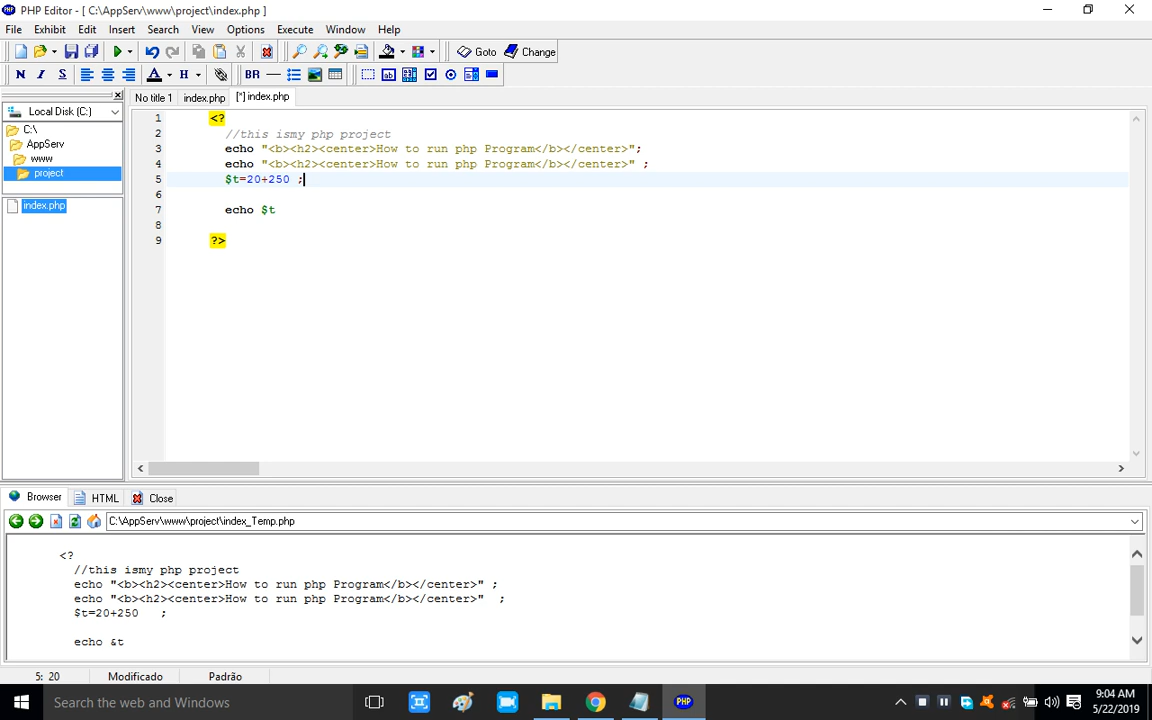 PHP Editor - [ C:\AppServ\www\project\index.php ]
File Exhibit Edit Insert Search View Options Execute Window Help
Goto Change
N I S A H BR ab
Local Disk (C:)
No title 1 index.php [*] index.php
C:\
AppServ
www
project
index.php
1 <?
2 //this ismy php project
3 echo "<b><h2><center>How to run php Program</b></center>";
4 echo "<b><h2><center>How to run php Program</b></center>" ;
5 $t=20+250 ;
6
7 echo $t
8
9 ?>
Browser HTML Close
C:\AppServ\www\project\index_Temp.php
<?
//this ismy php project
echo "<b><h2><center>How to run php Program</b></center>" ;
echo "<b><h2><center>How to run php Program</b></center>" ;
$t=20+250 ;
echo &t
5: 20 Modificado Padrão
Search the web and Windows
PHP
9:04 AM
5/22/2019